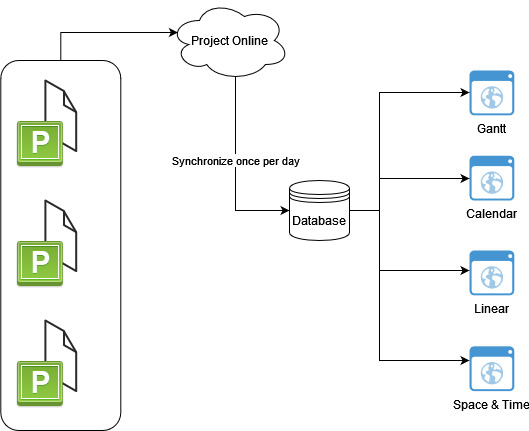 Project Online
P
Synchronize once per day
P
P
Database
Gantt
Calendar
Linear
Space & Time